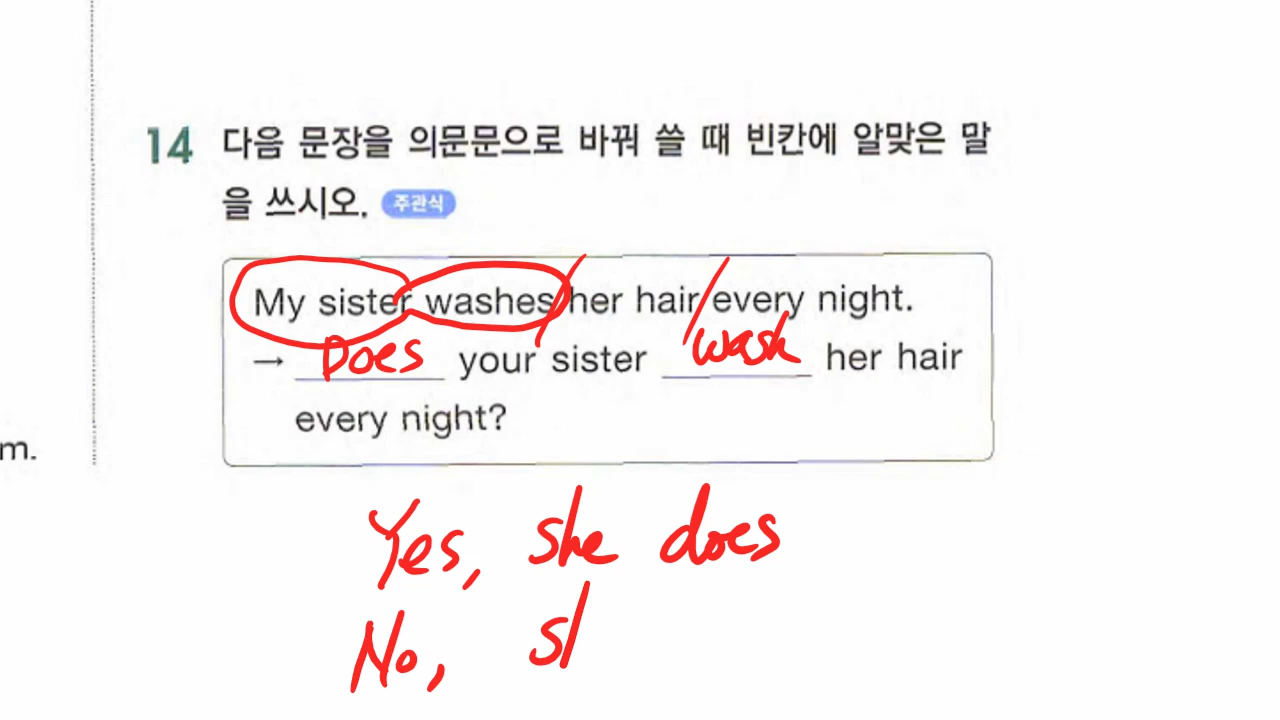 14 다음 문장을 의문문으로 바꿔 쓸 때 빈칸에 알맞은 말
을 쓰시오. 주관식
My sister washes her hair every night.
→ Does your sister wash her hair
every night?
m.
Yes, she does
No, sh